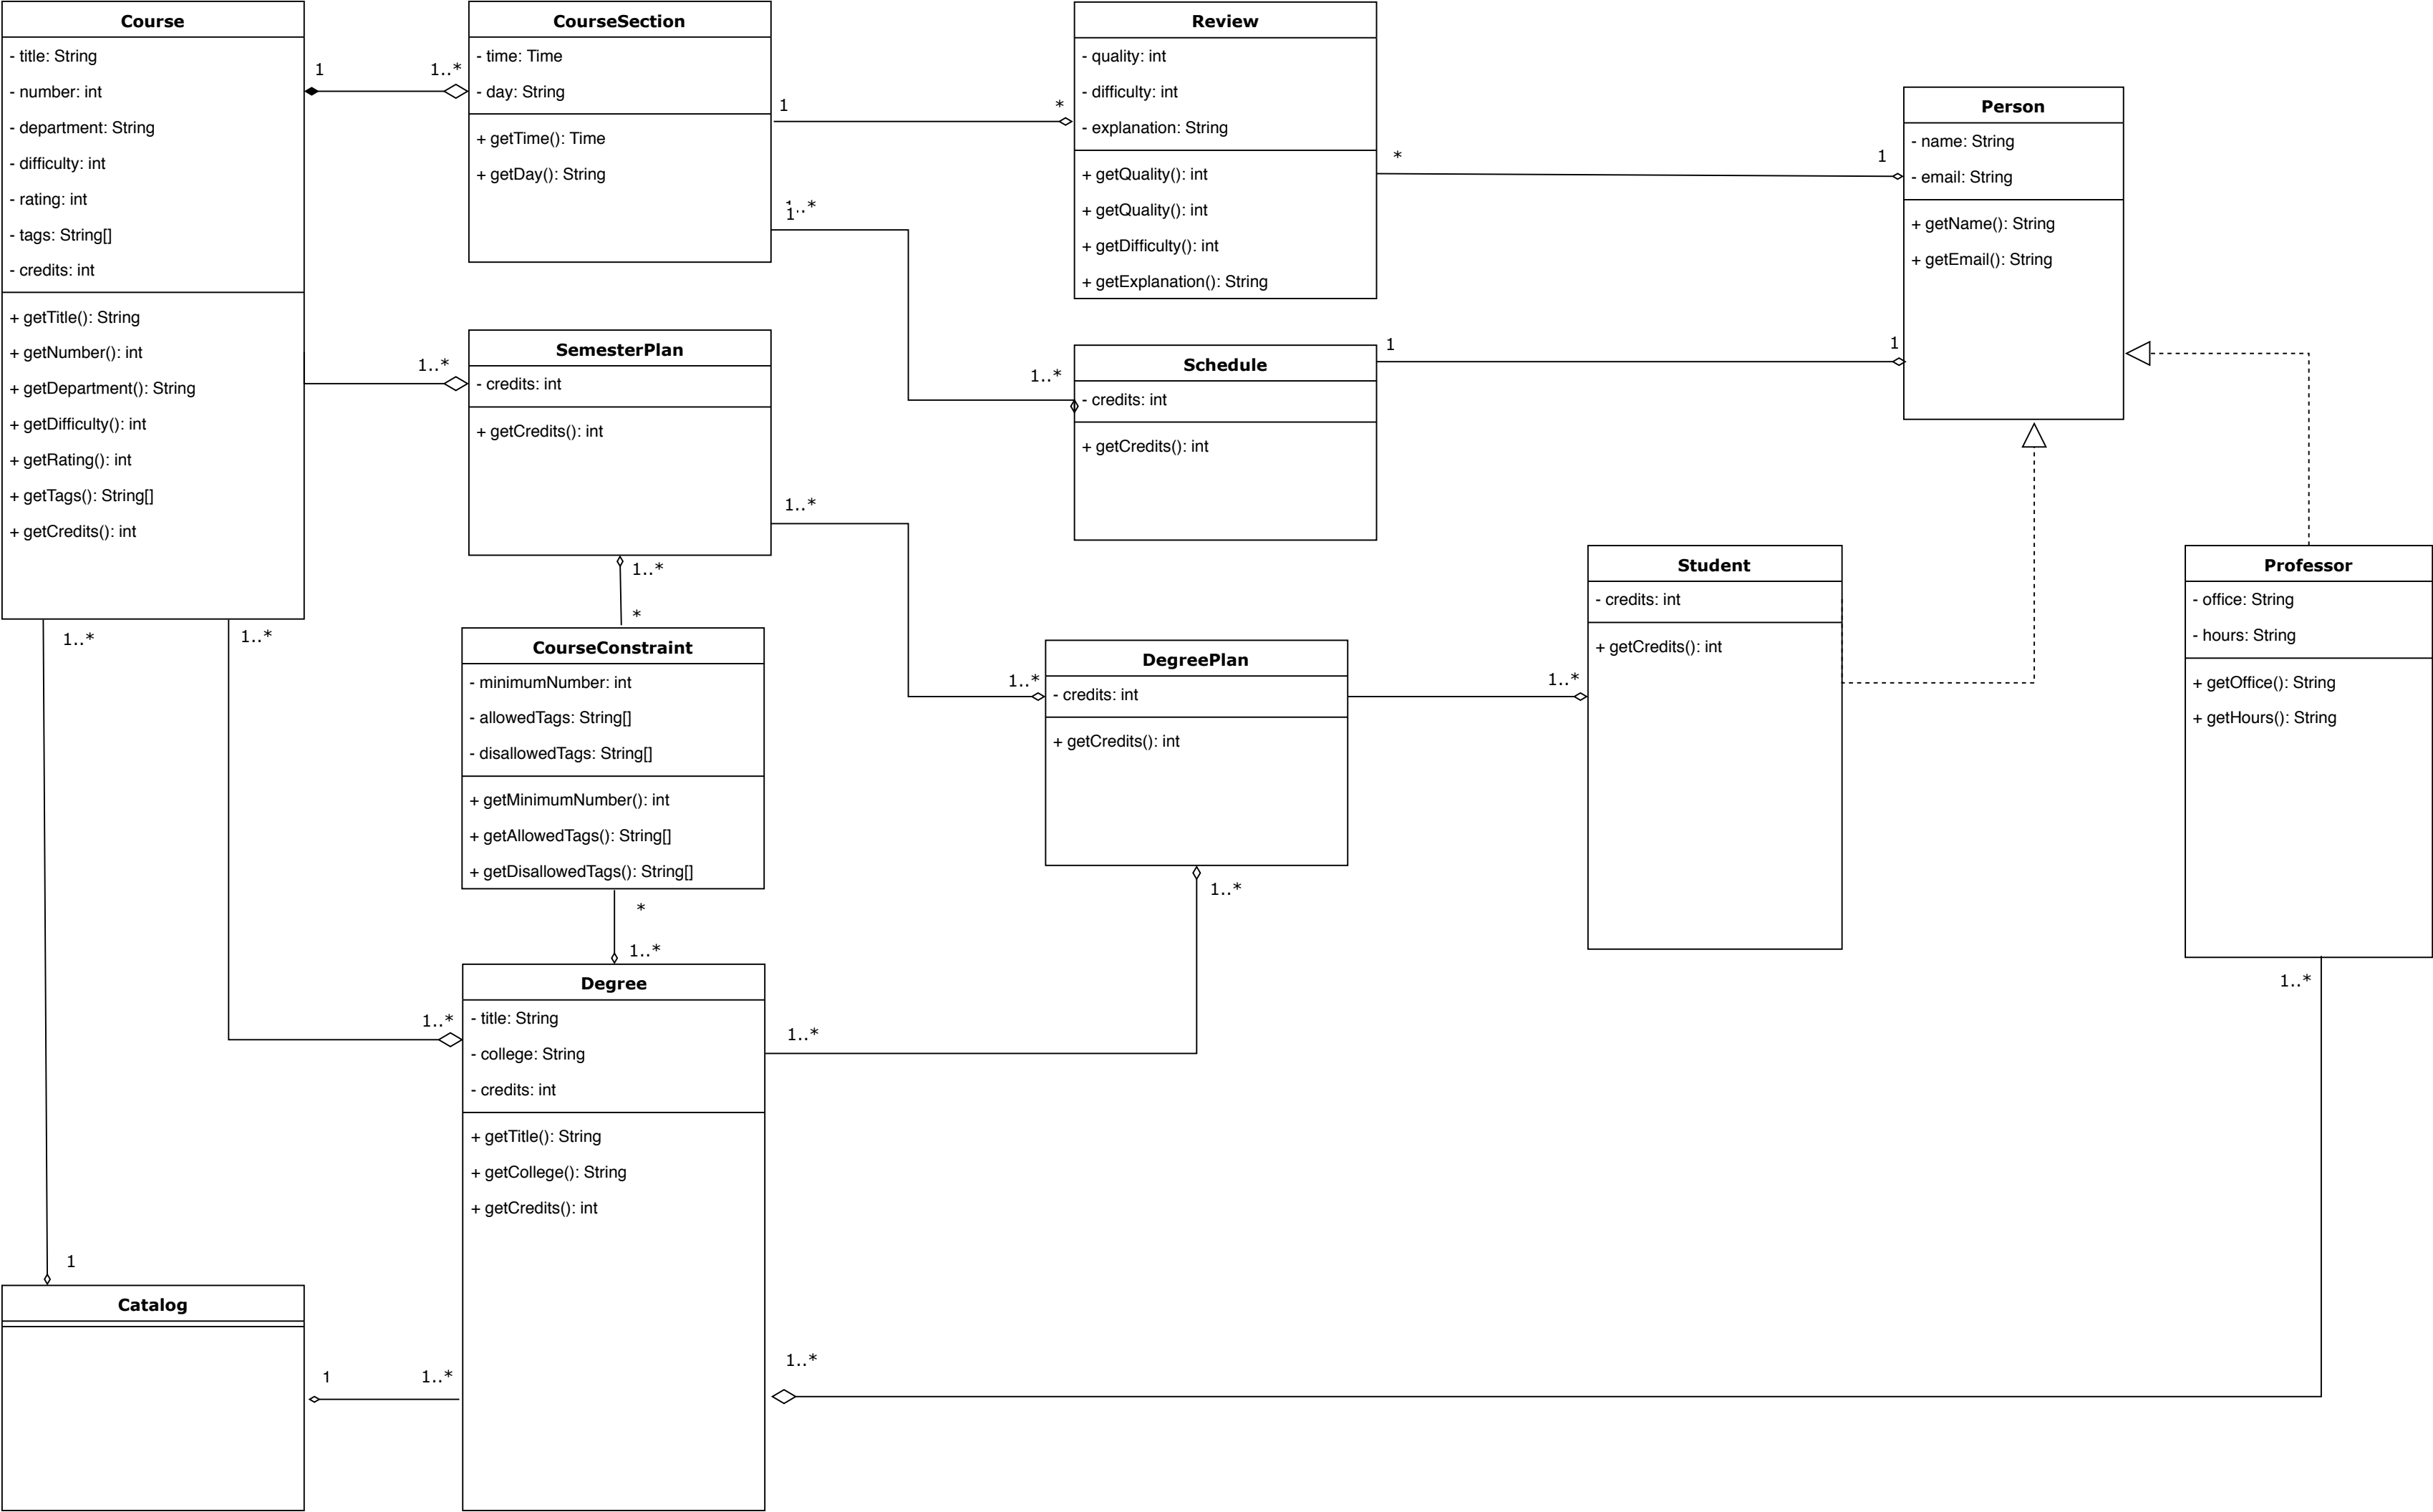 Course
- title: String
- number: int
- department: String
- difficulty: int
- rating: int
- tags: String[]
- credits: int
+ getTitle(): String
+ getNumber(): int
+ getDepartment(): String
+ getDifficulty(): int
+ getRating(): int
+ getTags(): String[]
+ getCredits(): int
1
1..*
CourseSection
- time: Time
- day: String
+ getTime(): Time
+ getDay(): String
1
*
Review
- quality: int
- difficulty: int
- explanation: String
+ getQuality(): int
+ getQuality(): int
+ getDifficulty(): int
+ getExplanation(): String
*
1
Person
- name: String
- email: String
+ getName(): String
+ getEmail(): String
1..*
1
1..*
SemesterPlan
- credits: int
+ getCredits(): int
1..*
Schedule
- credits: int
+ getCredits(): int
1
1
1..*
1..*
*
CourseConstraint
- minimumNumber: int
- allowedTags: String[]
- disallowedTags: String[]
+ getMinimumNumber(): int
+ getAllowedTags(): String[]
+ getDisallowedTags(): String[]
1..*
DegreePlan
- credits: int
+ getCredits(): int
1..*
Student
- credits: int
+ getCredits(): int
Professor
- office: String
- hours: String
+ getOffice(): String
+ getHours(): String
1..*
1..*
*
1..*
1..*
1..*
Degree
- title: String
- college: String
- credits: int
+ getTitle(): String
+ getCollege(): String
+ getCredits(): int
1..*
1..*
1..*
1
Catalog
1
1..*
1..*